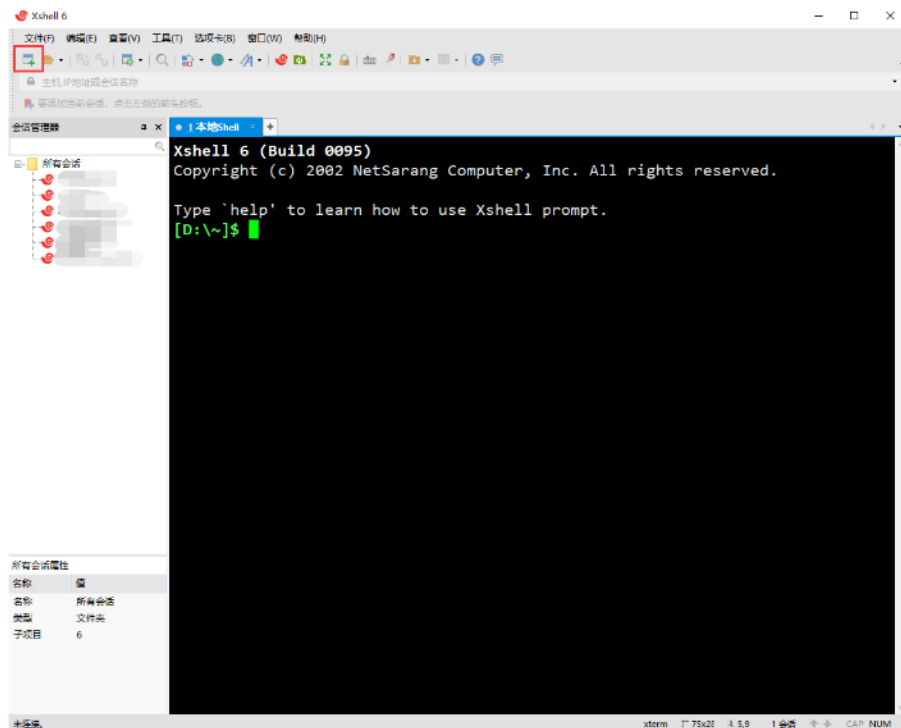 Xshell 6
文件(F) 编辑(E) 查看(V) 工具(T) 选项卡(B) 窗口(W) 帮助(H)
主机,IP地址或会话名称
要添加当前会话，点击左侧的箭头按钮。
会话管理器
1 本地Shell
所有会话
Xshell 6 (Build 0095)
Copyright (c) 2002 NetSarang Computer, Inc. All rights reserved.
Type `help' to learn how to use Xshell prompt.
[D:\~]$
所有会话属性
名称 值
名称 所有会话
类型 文件夹
子项目 6
未连接。
xterm 75x28 5,9 1 会话 CAP NUM